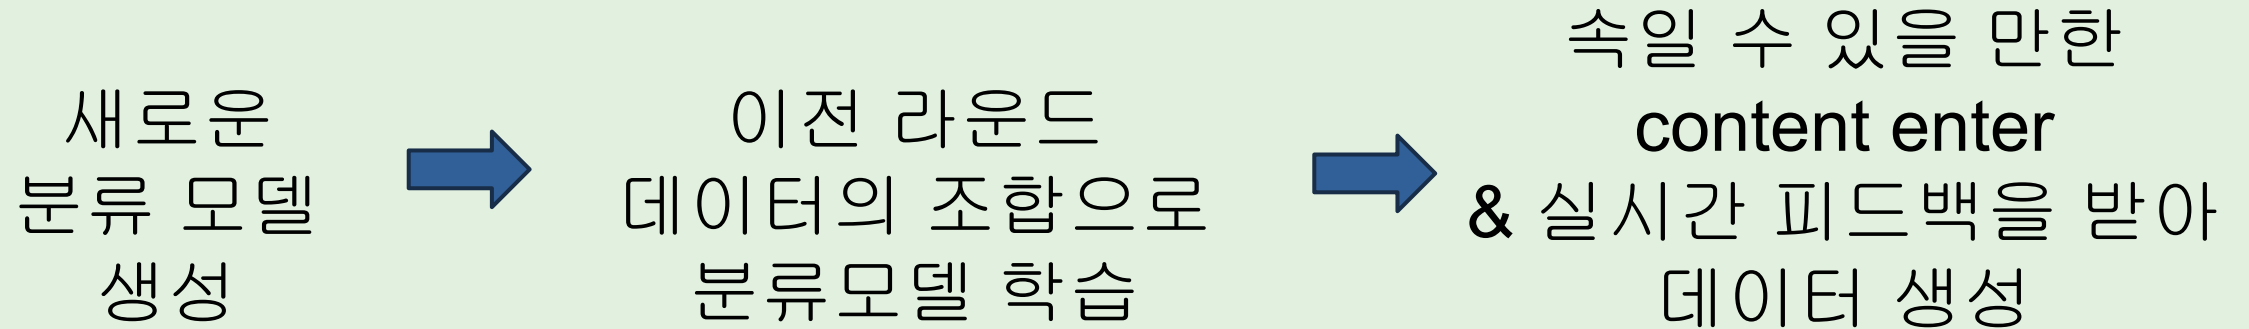 새로운
분류 모델
생성
이전 라운드
데이터의 조합으로
분류모델 학습
속일 수 있을 만한
content enter
& 실시간 피드백을 받아
데이터 생성